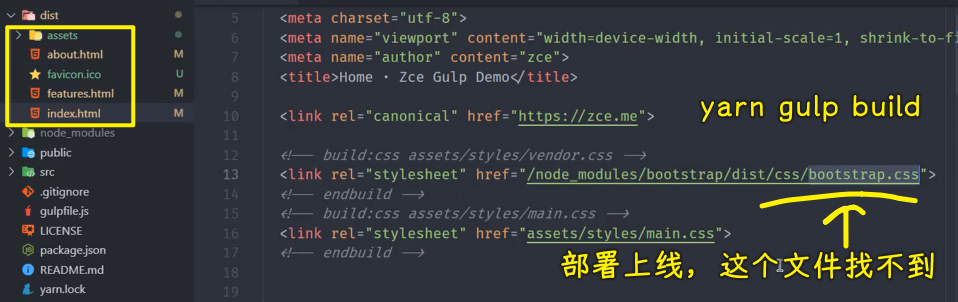 dist
assets
about.html M
favicon.ico U
features.html M
index.html M
node_modules
public
src
.gitignore
gulpfile.js
LICENSE
package.json
README.md
yarn.lock
5 <meta charset="utf-8">
6 <meta name="viewport" content="width=device-width, initial-scale=1, shrink-to-fi
7 <meta name="author" content="zce">
8 <title>Home · Zce Gulp Demo</title>
9
10 <link rel="canonical" href="https://zce.me">
11
12 <!-- build:css assets/styles/vendor.css -->
13 <link rel="stylesheet" href="/node_modules/bootstrap/dist/css/bootstrap.css">
14 <!-- endbuild -->
15 <!-- build:css assets/styles/main.css -->
16 <link rel="stylesheet" href="assets/styles/main.css">
17 <!-- endbuild -->
18
19
yarn gulp build
部署上线，这个文件找不到